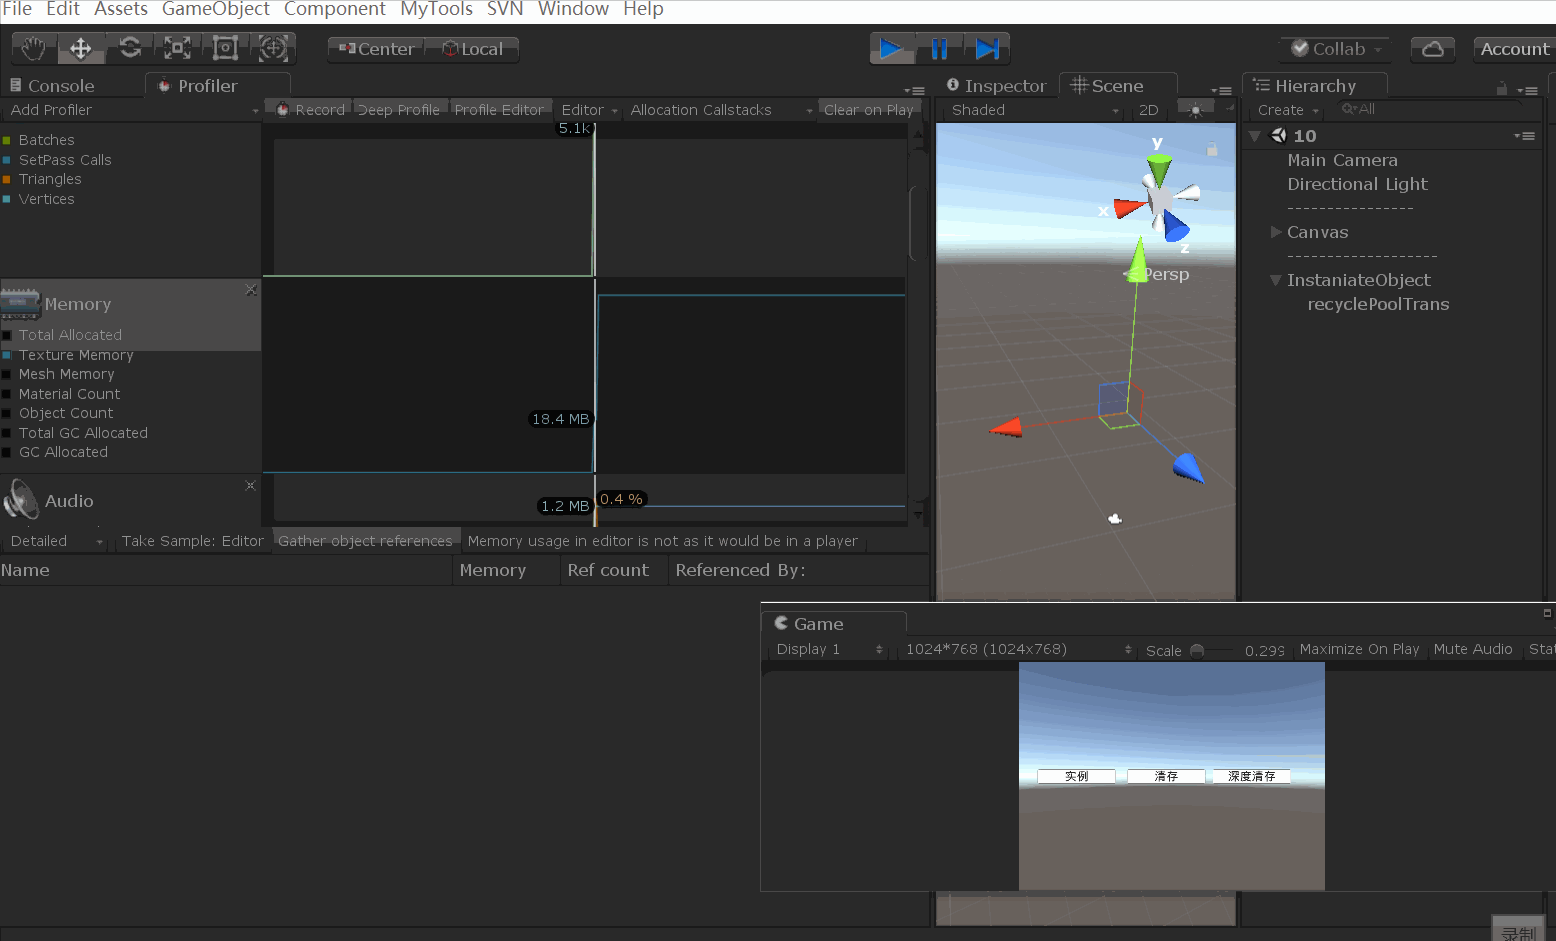 File Edit Assets GameObject Component MyTools SVN Window Help
Center Local
Collab
Account
Console Profiler
Add Profiler
Record Deep Profile Profile Editor Editor Allocation Callstacks Clear on Play
Batches
SetPass Calls
Triangles
Vertices
5.1k
Memory
Total Allocated
Texture Memory
Mesh Memory
Material Count
Object Count
Total GC Allocated
GC Allocated
18.4 MB
Audio
1.2 MB
0.4 %
Detailed Take Sample: Editor Gather object references Memory usage in editor is not as it would be in a player
Name Memory Ref count Referenced By:
Inspector Scene
Shaded 2D
y
x
z
Persp
Hierarchy
Create All
10
Main Camera
Directional Light
---------------
Canvas
------------------
InstaniateObject
recyclePoolTrans
Game
Display 1 1024*768 (1024x768) Scale 0.299 Maximize On Play Mute Audio Stat
实例 清存 深度清存
录制